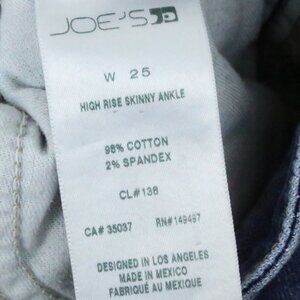 JOE'S
W 25
HIGH RISE SKINNY ANKLE
98% COTTON
2% SPANDEX
CL# 136
CA# 35037 RN# 149497
DESIGNED IN LOS ANGELES
MADE IN MEXICO
FABRIQUÉ AU MEXIQUE